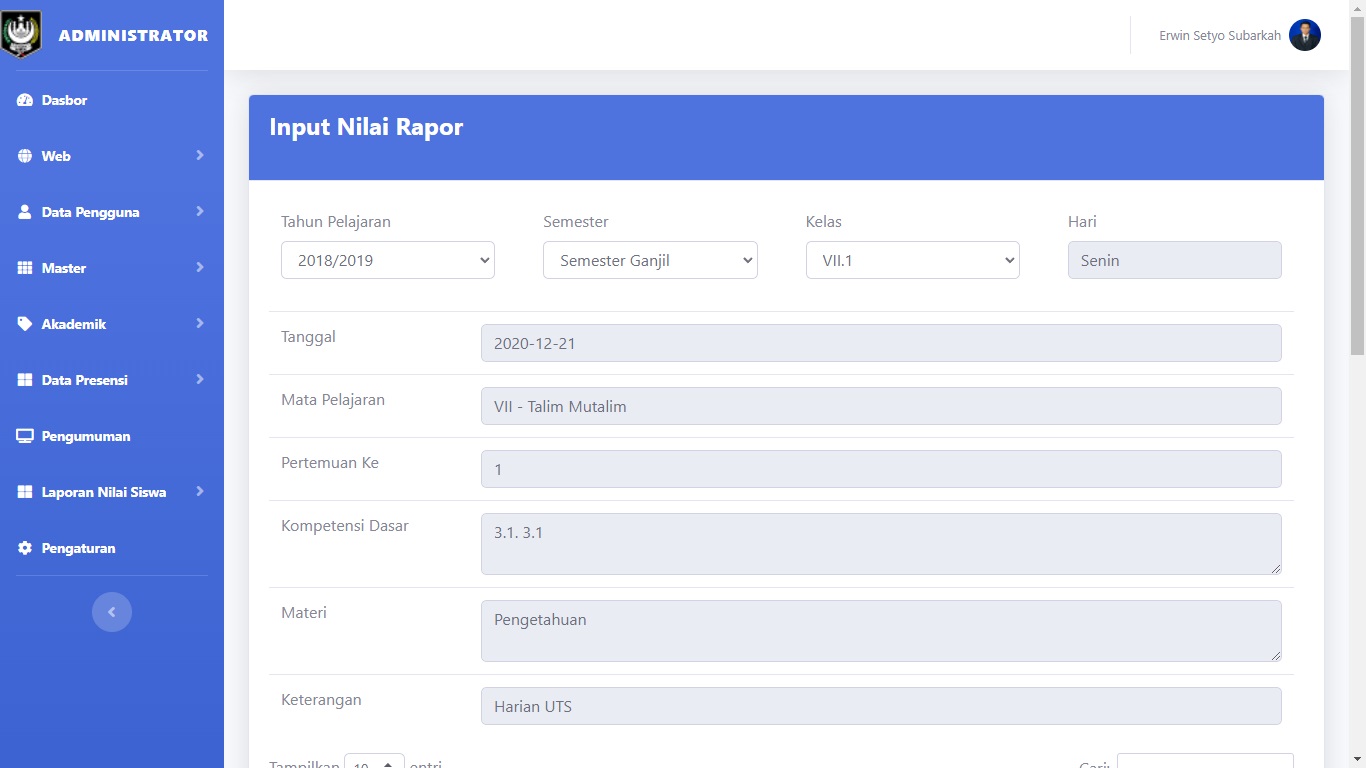 ADMINISTRATOR
Erwin Setyo Subarkah
Dasbor
Web
Data Pengguna
Master
Akademik
Data Presensi
Pengumuman
Laporan Nilai Siswa
Pengaturan
Input Nilai Rapor
Tahun Pelajaran Semester Kelas Hari
2018/2019 Semester Ganjil VII.1 Senin
Tanggal 2020-12-21
Mata Pelajaran VII - Talim Mutalim
Pertemuan Ke 1
Kompetensi Dasar 3.1. 3.1
Materi Pengetahuan
Keterangan Harian UTS
Tampilkan 10 entri Cari: